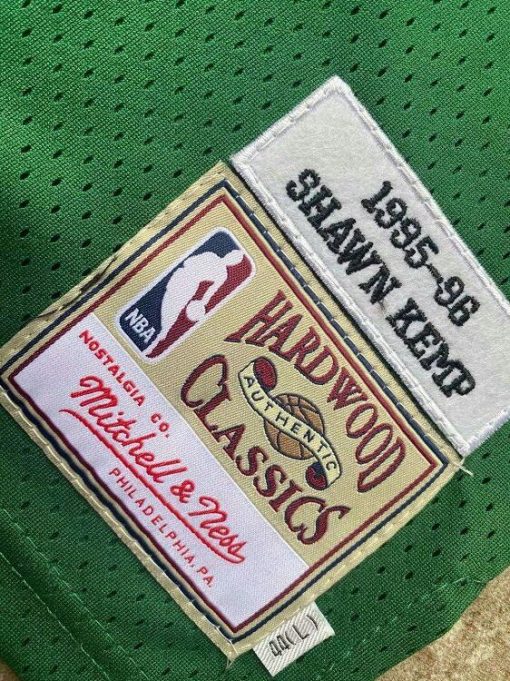 1995-96
SHAWN KEMP
NBA
HARDWOOD
AUTHENTIC
CLASSICS
NOSTALGIA CO.
Mitchell & Ness
PHILADELPHIA, PA.
(L)